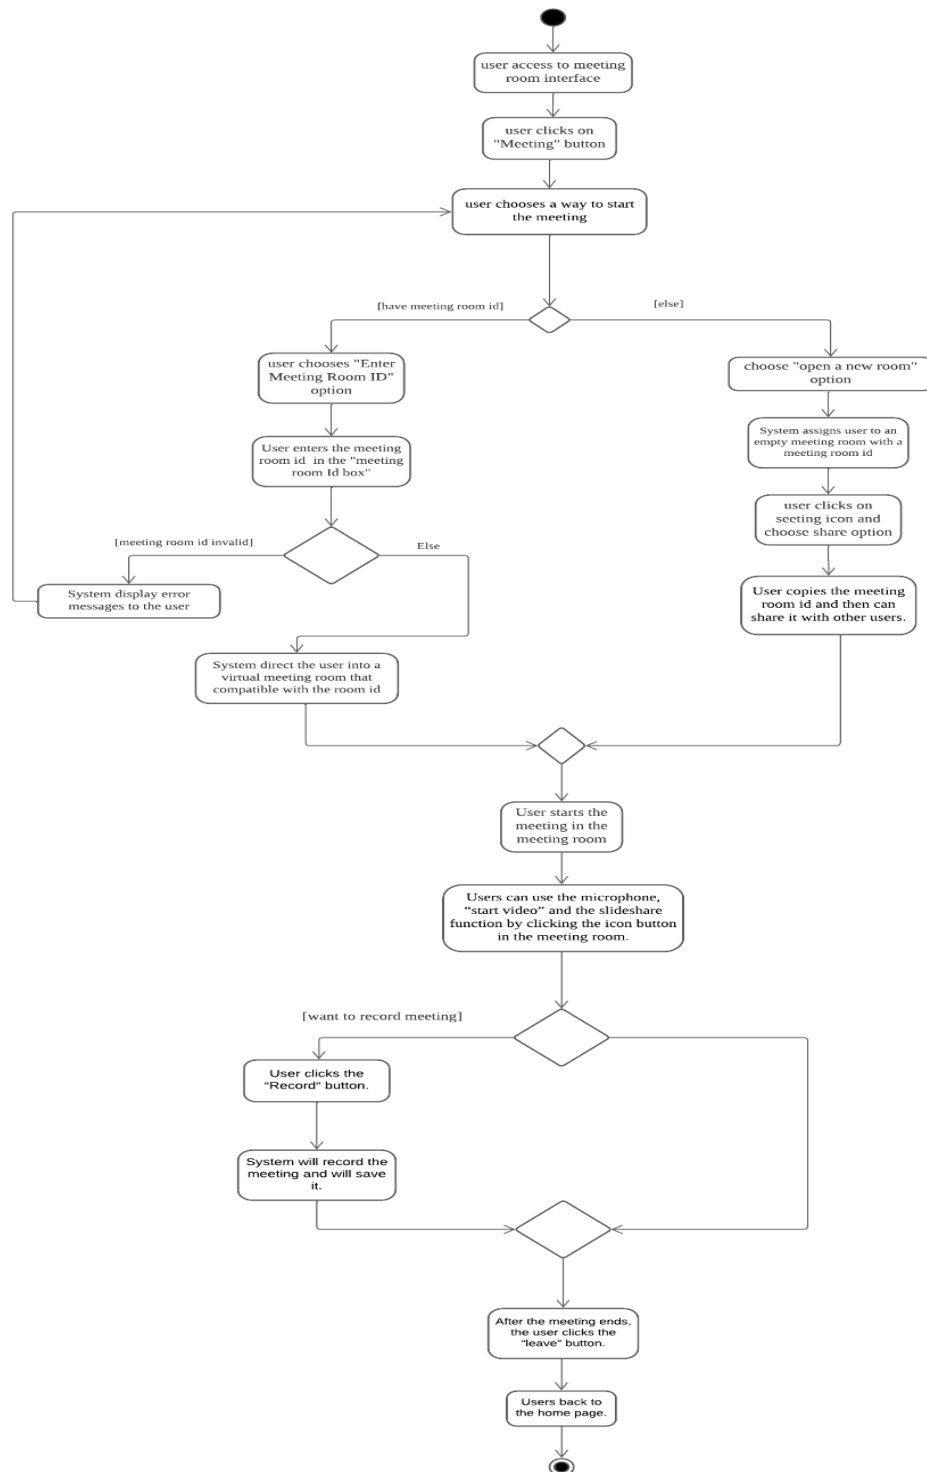 user access to meeting
room interface
user clicks on
"Meeting" button
user chooses a way to start
the meeting
[have meeting room id]
[else]
user chooses "Enter
Meeting Room ID"
option
choose "open a new room"
option
User enters the meeting
room id in the "meeting
room Id box"
System assigns user to an
empty meeting room with a
meeting room id
user clicks on
seeting icon and
choose share option
[meeting room id invalid]
Else
System display error
messages to the user
User copies the meeting
room id and then can
share it with other users.
System direct the user into a
virtual meeting room that
compatible with the room id
User starts the
meeting in the
meeting room
Users can use the microphone,
“start video” and the slideshare
function by clicking the icon button
in the meeting room.
[want to record meeting]
User clicks the
“Record” button.
System will record the
meeting and will save
it.
After the meeting ends,
the user clicks the
“leave” button.
Users back to
the home page.